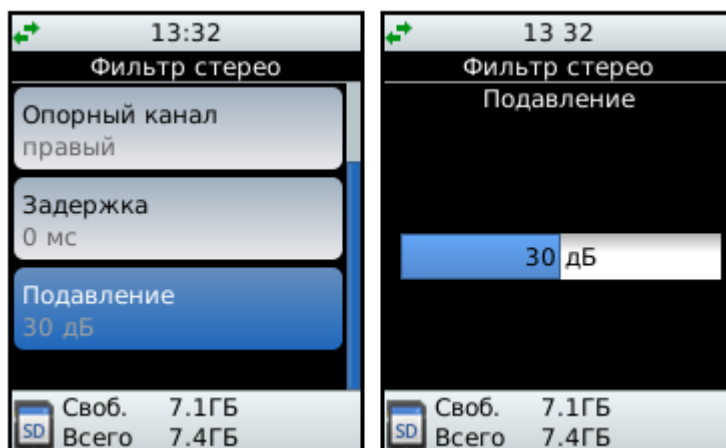 13:32
Фильтр стерео
Опорный канал
правый
Задержка
0 мс
Подавление
30 дБ
SD
Своб. 7.1ГБ
Всего 7.4ГБ
13 32
Фильтр стерео
Подавление
30 дБ
SD
Своб. 7.1ГБ
Всего 7.4ГБ